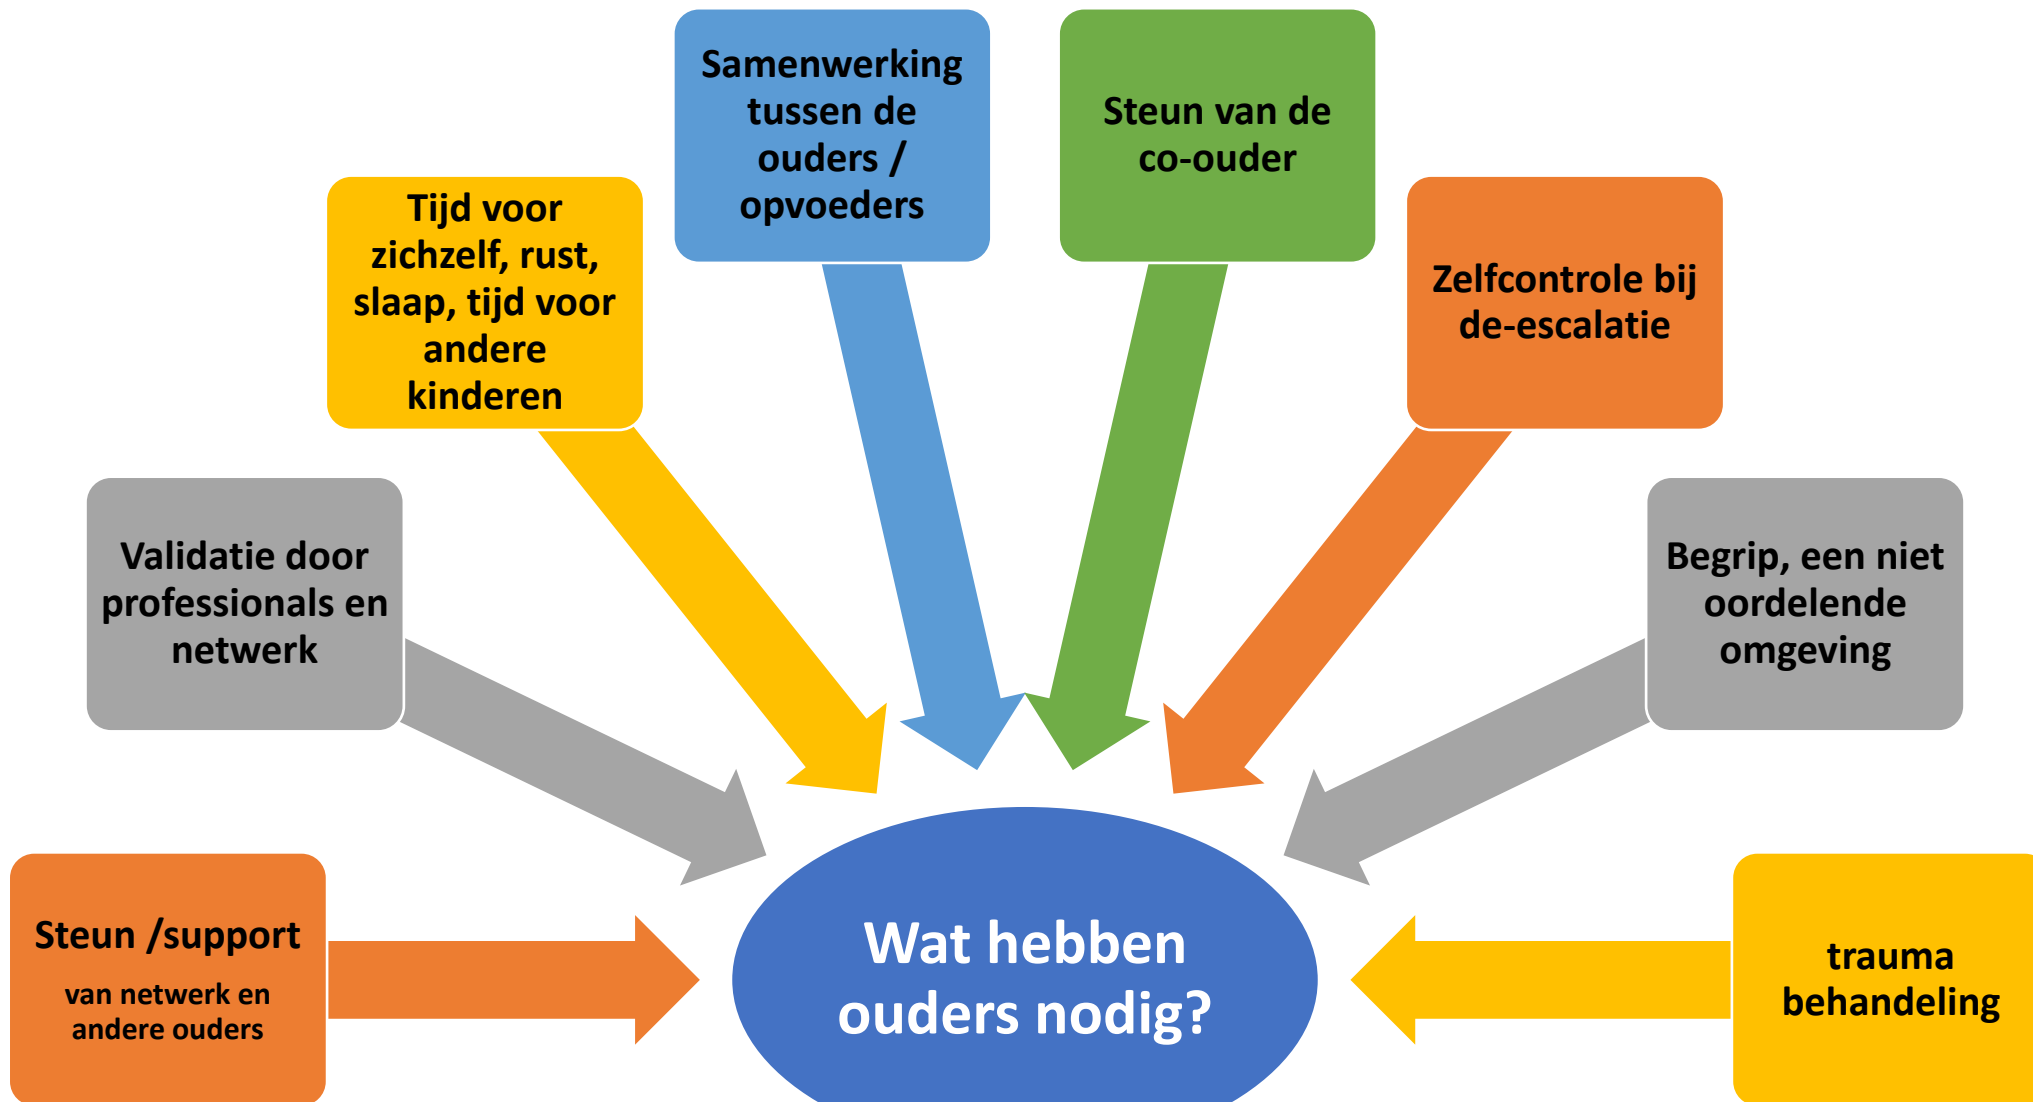 Samenwerking
tussen de
ouders /
opvoeders
Steun van de
co-ouder
Tijd voor
zichzelf, rust,
slaap, tijd voor
andere
kinderen
Zelfcontrole bij
de-escalatie
Validatie door
professionals en
netwerk
Begrip, een niet
oordelende
omgeving
Steun /support
van netwerk en
andere ouders
Wat hebben
ouders nodig?
trauma
behandeling